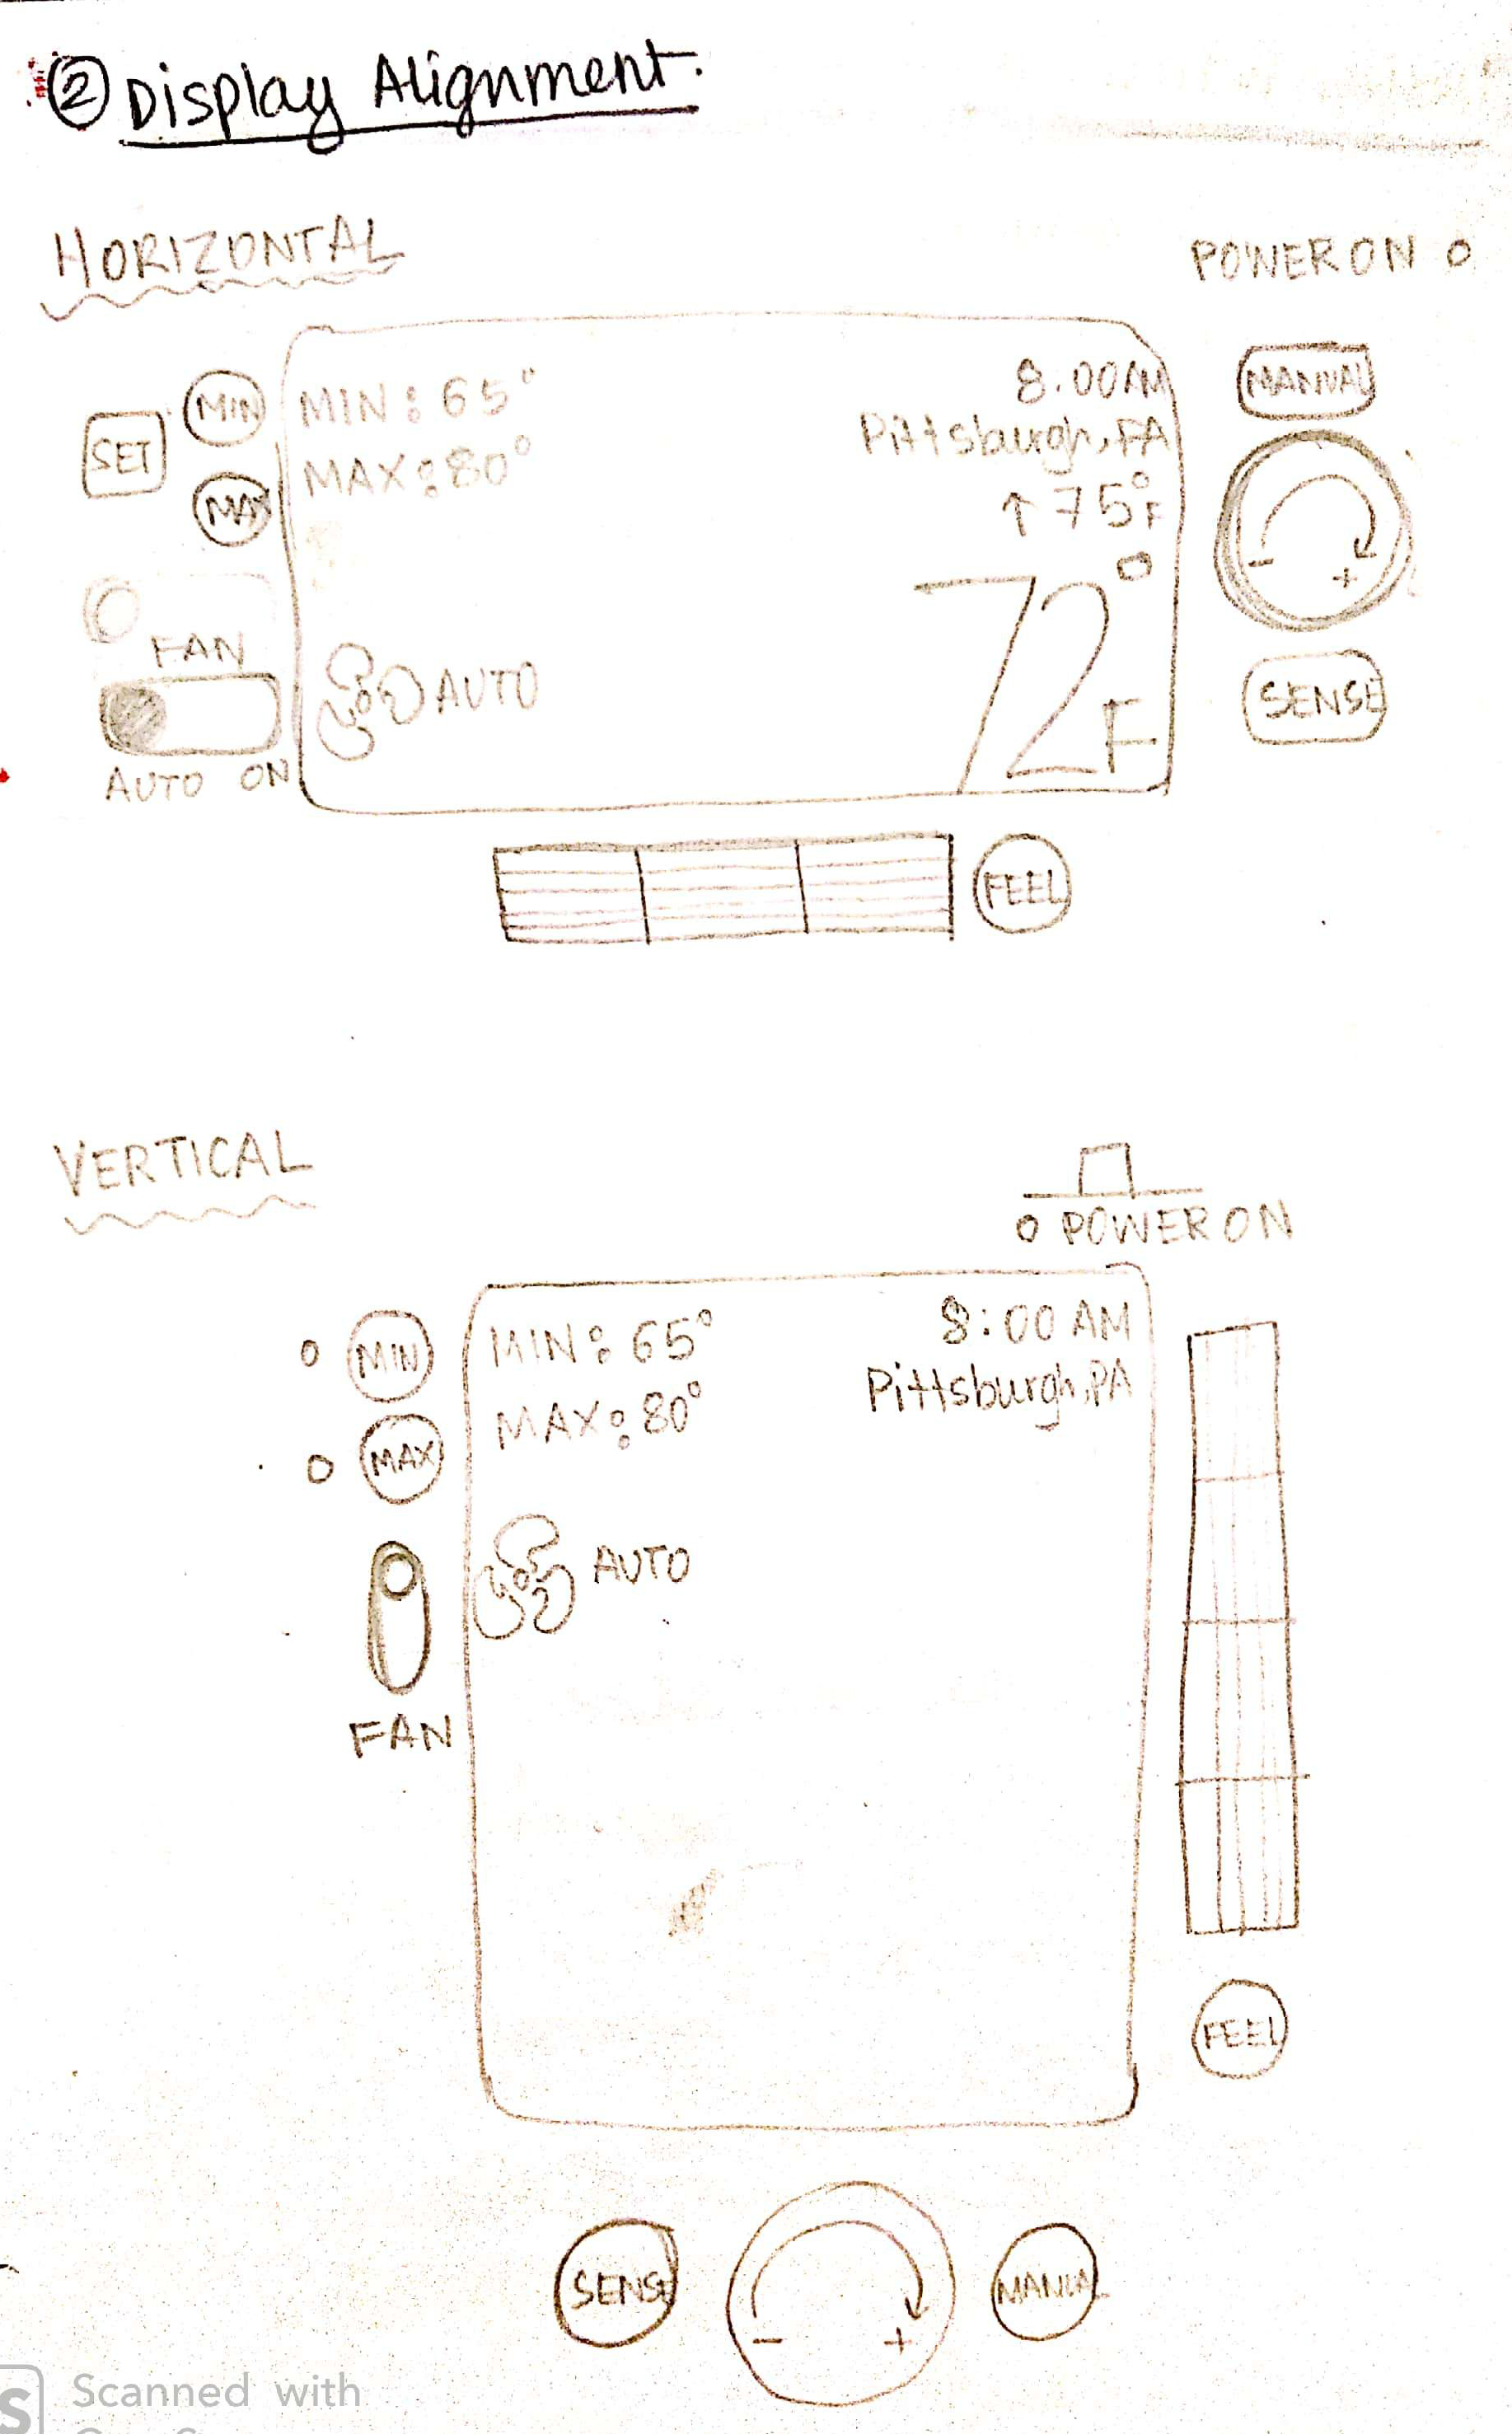 ② Display Alignment.
HORIZONTAL
POWER ON
SET
MIN
MAX
MIN: 65°
MAX: 80°
8.00AM
Pittsburgh, PA
↑ 75°F
72°F
MANUAL
- +
SENSE
FAN
AUTO ON
AUTO
FEEL
VERTICAL
POWER ON
MIN
MAX
MIN: 65°
MAX: 80°
8:00 AM
Pittsburgh, PA
AUTO
FAN
FEEL
SENSE
- +
MANUAL
Scanned with